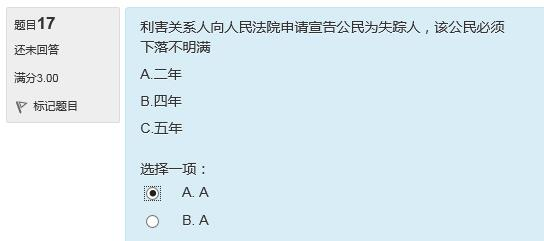 题目17
还未回答
满分3.00
标记题目
利害关系人向人民法院申请宣告公民为失踪人，该公民必须
下落不明满
A.二年
B.四年
C.五年
选择一项：
A. A
B. A